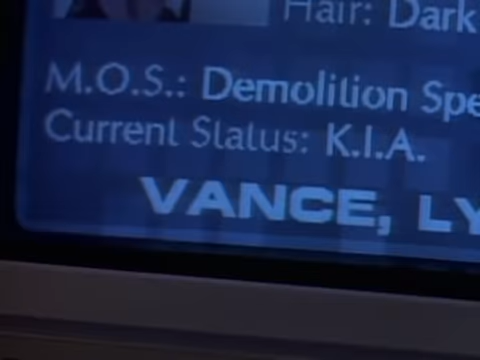 Hair: Dark
M.O.S.: Demolition Spe
Current Status: K.I.A.
VANCE, LY